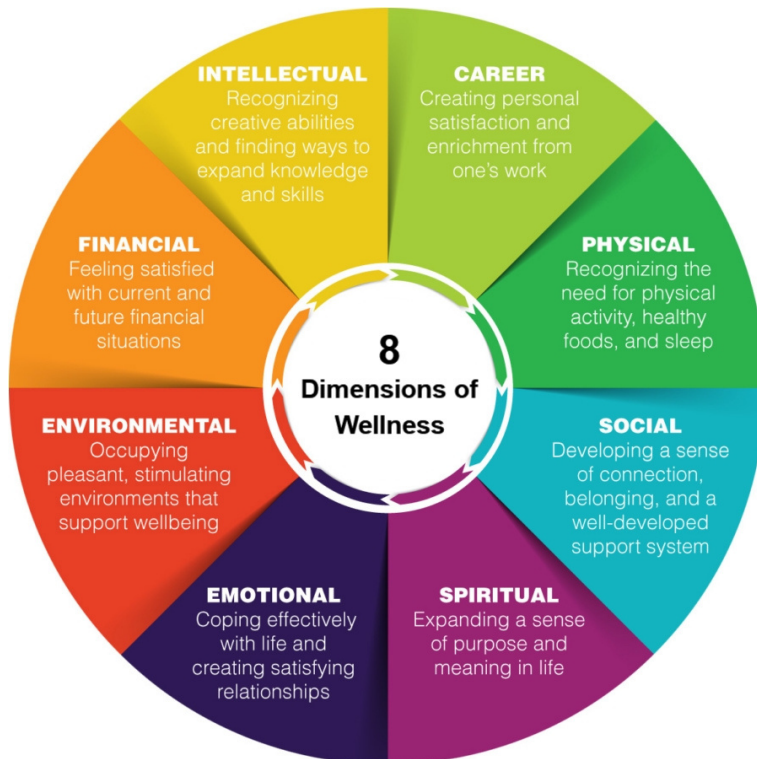 8
Dimensions of
Wellness
CAREER
Creating personal
satisfaction and
enrichment from
one's work
PHYSICAL
Recognizing the
need for physical
activity, healthy
foods, and sleep
SOCIAL
Developing a sense
of connection,
belonging, and a
well-developed
support system
SPIRITUAL
Expanding a sense
of purpose and
meaning in life
EMOTIONAL
Coping effectively
with life and
creating satisfying
relationships
ENVIRONMENTAL
Occupying
pleasant, stimulating
environments that
support wellbeing
FINANCIAL
Feeling satisfied
with current and
future financial
situations
INTELLECTUAL
Recognizing
creative abilities
and finding ways to
expand knowledge
and skills